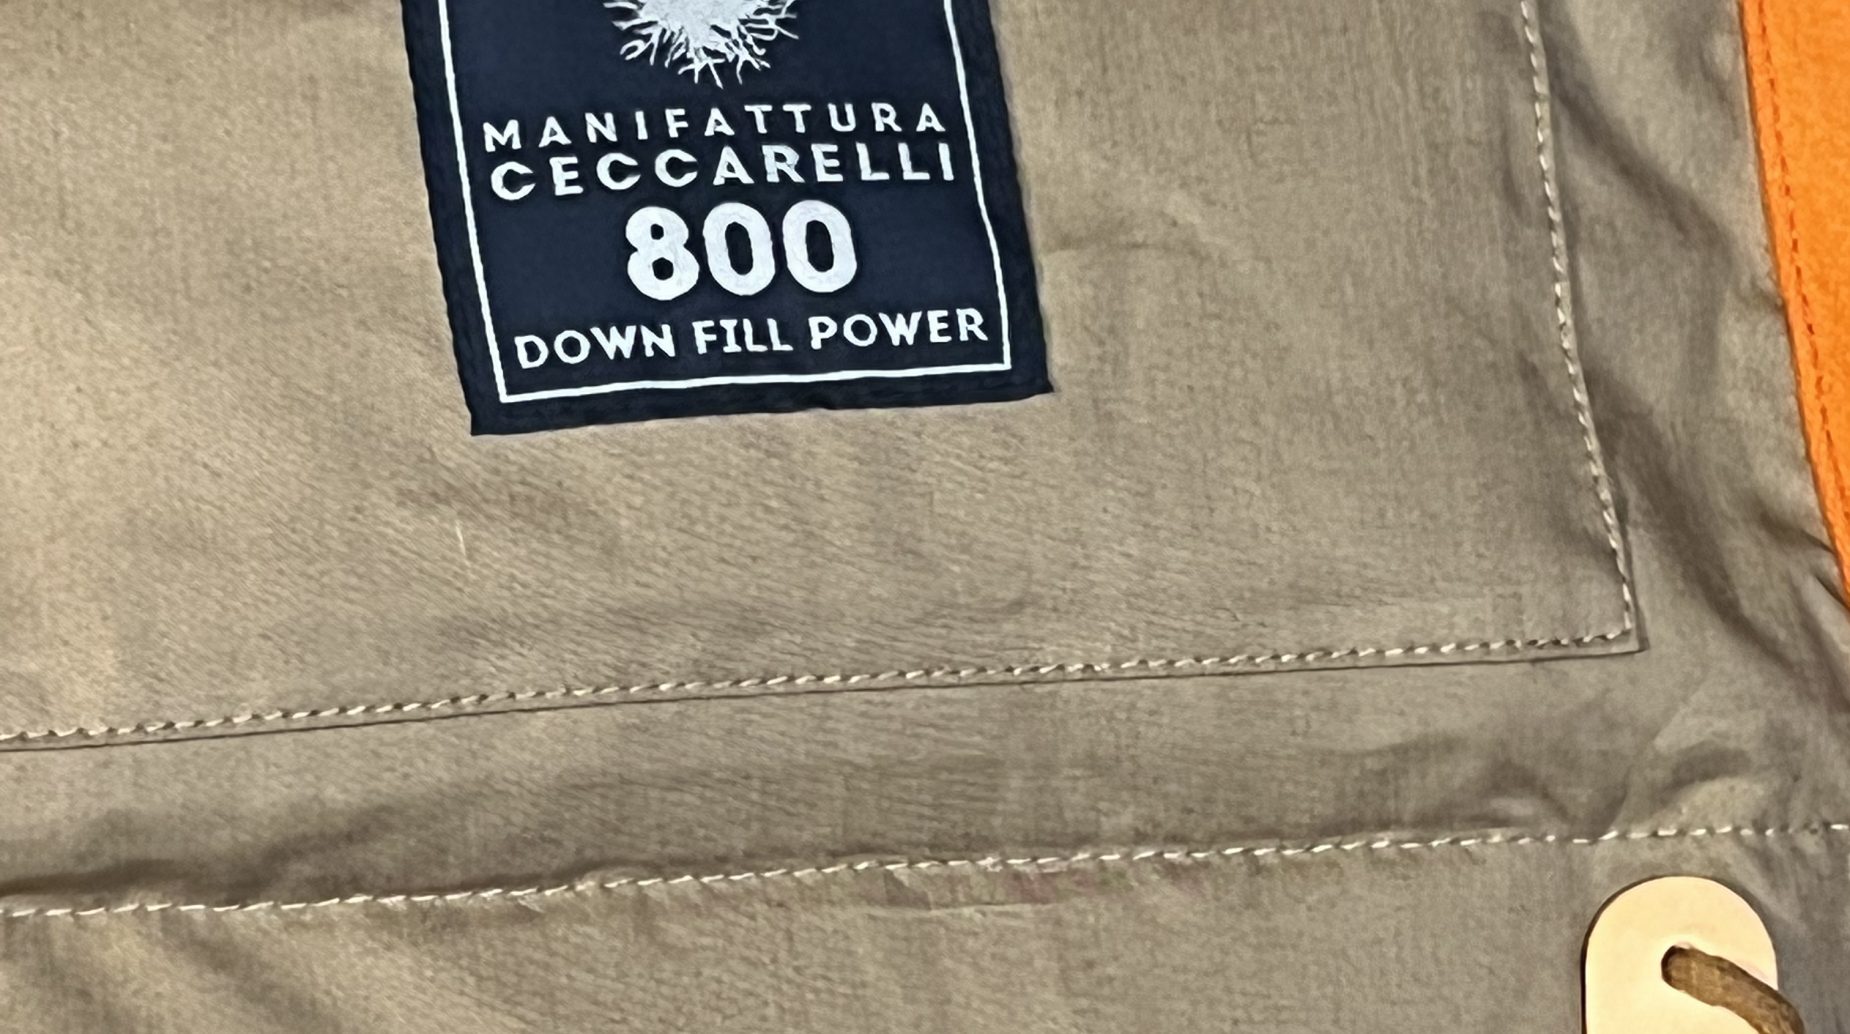 MANIFATTURA
CECCARELLI
800
DOWN FILL POWER